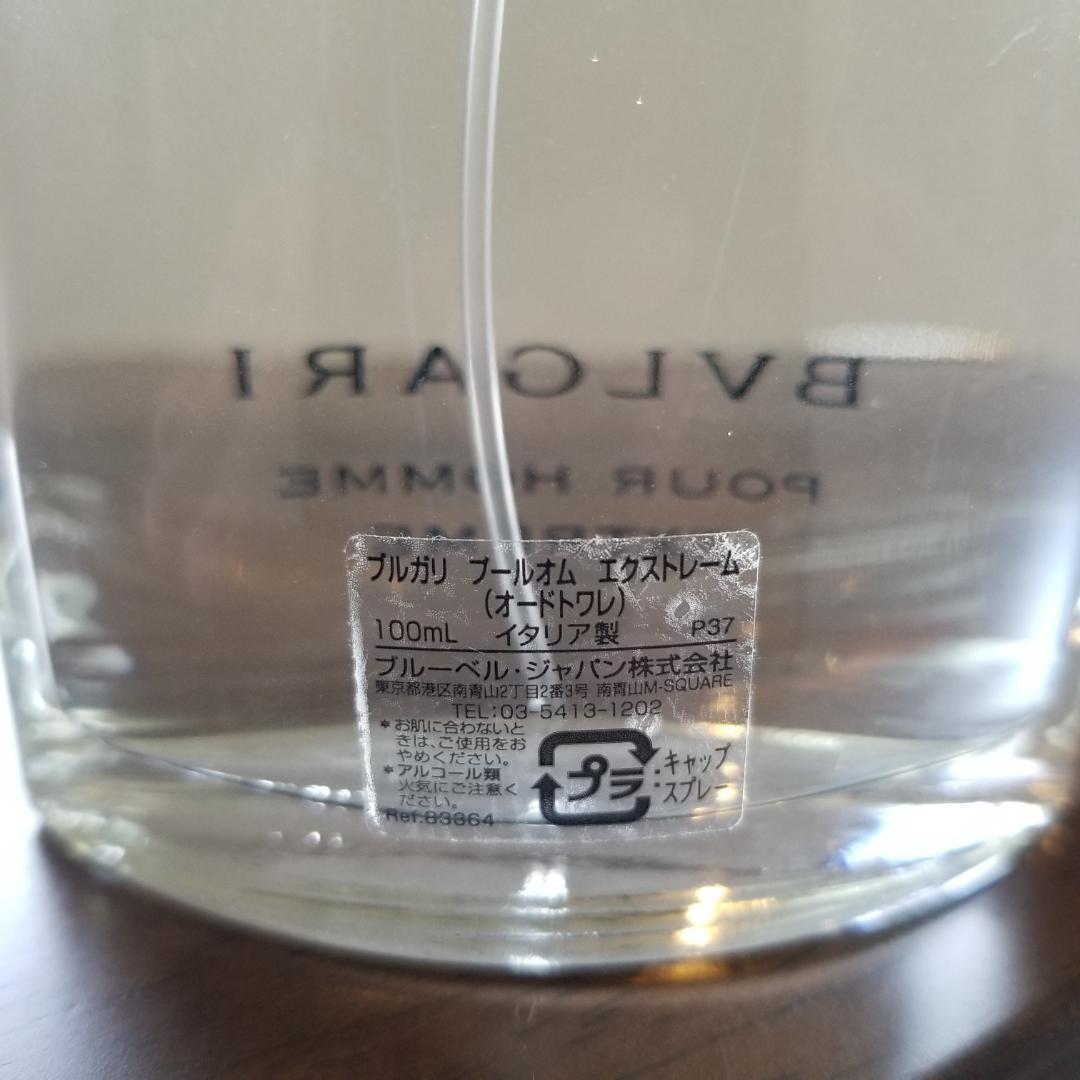 BVLGARI
POUR HOMME
EXTREME
ブルガリ プールオム エクストレーム
(オードトワレ)
100mL イタリア製 P37
ブルーベル・ジャパン株式会社
東京都港区南青山2丁目2番3号 南青山M-SQUARE
TEL:03-5413-1202
*お肌に合わないと
きは、ご使用をお
やめください。
*アルコール類
火気にご注意く
ださい。
Ref:83364
プラ
:キャップ
:スプレー